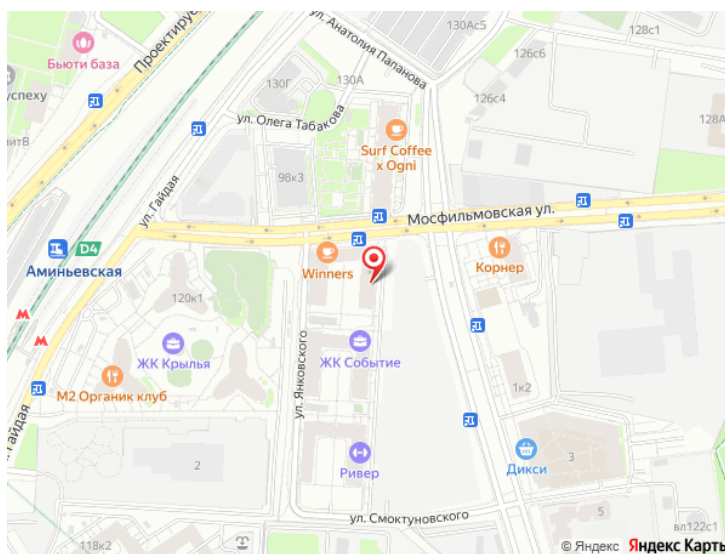 128с1
130Ас5
ул. Анатолия Папанова
126с6
Бьюти база
Проектируе
130А
130Г
успеху
126с4
ул. Олега Табакова
128А
митВ
Surf Coffee
x Ogni
98к3
ул. Гайдая
Мосфильмовская ул.
D4
Аминьевская
Winners
Корнер
120к1
ЖК Крылья
ЖК Событие
ул. Янковского
М2 Органик клуб
1к2
Гайдая
Ривер
Дикси
3
2
ул. Смоктуновского
5
вл122с1
118к2
© Яндекс Яндекс Карты